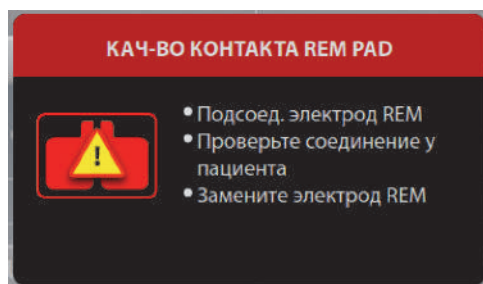 КАЧ-ВО КОНТАКТА REM PAD
• Подсоед. электрод REM
• Проверьте соединение у
пациента
• Замените электрод REM
!